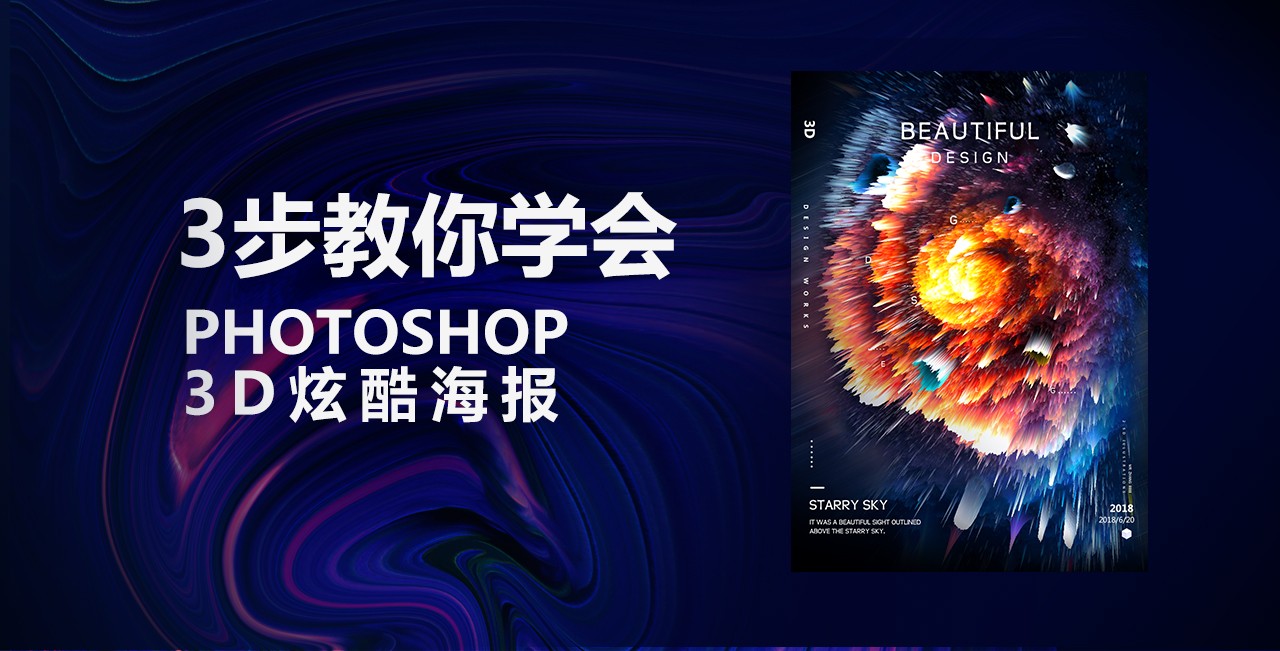 3步教你学会
PHOTOSHOP
3D炫酷海报
3D
BEAUTIFUL
DESIGN
DESIGN WORKS
G......
D
S
E
G......
STARRY SKY
IT WAS A BEAUTIFUL SIGHT OUTLINED
ABOVE THE STARRY SKY.
2018
2018/6/20